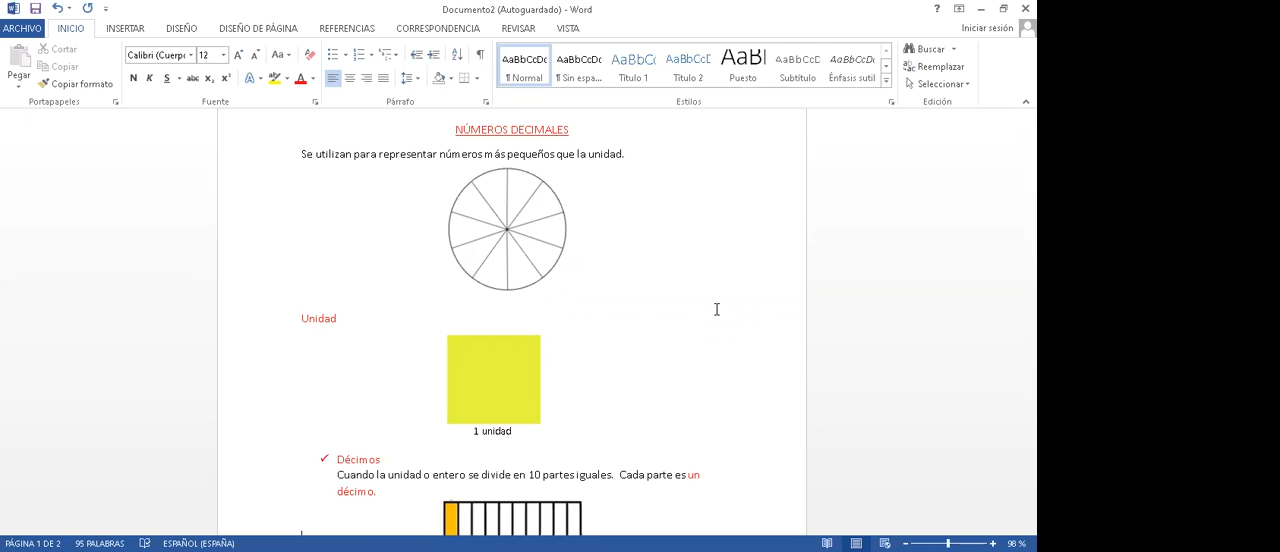 Documento2 (Autoguardado) - Word
ARCHIVO INICIO INSERTAR DISEÑO DISEÑO DE PÁGINA REFERENCIAS CORRESPONDENCIA REVISAR VISTA Iniciar sesión
Pegar
Cortar
Copiar
Copiar formato
Portapapeles
Calibri (Cuerp 12
Fuente
Párrafo
AaBbCcDc AaBbCcDc AaBbC( AaBbCcD AaBl AaBbCcD AaBbCcDc
¶ Normal ¶ Sin espa... Título 1 Título 2 Puesto Subtítulo Énfasis sutil
Estilos
Buscar
Reemplazar
Seleccionar
Edición
NÚMEROS DECIMALES
Se utilizan para representar números más pequeños que la unidad.
Unidad
1 unidad
Décimos
Cuando la unidad o entero se divide en 10 partes iguales. Cada parte es un
décimo.
PÁGINA 1 DE 2 95 PALABRAS ESPAÑOL (ESPAÑA) 98 %